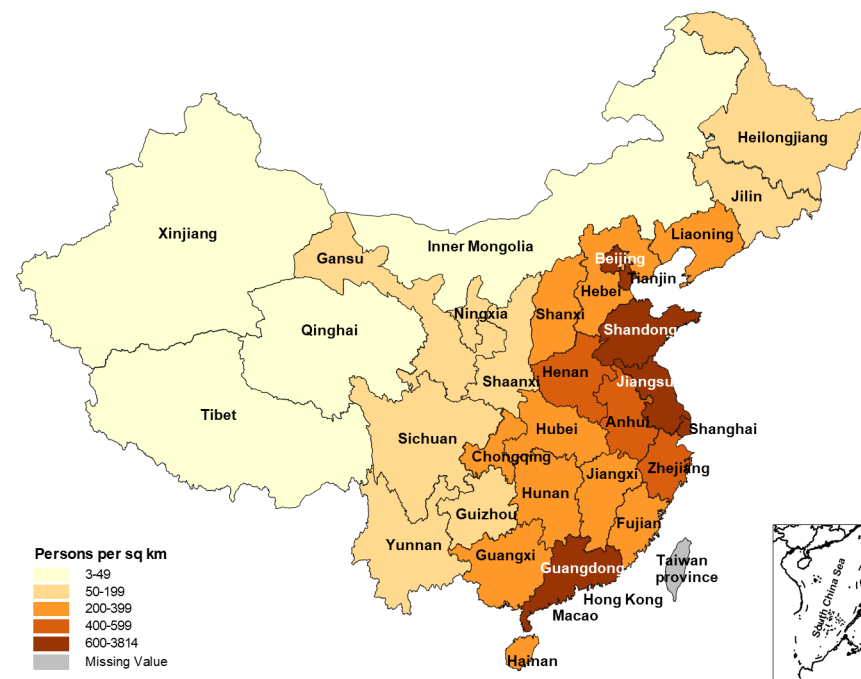 Heilongjiang
Jilin
Liaoning
Xinjiang
Inner Mongolia
Gansu
Beijing
Tianjin
Hebei
Ningxia
Shanxi
Shandong
Qinghai
Henan
Shaanxi
Jiangsu
Tibet
Anhui
Shanghai
Sichuan
Hubei
Chongqing
Zhejiang
Jiangxi
Hunan
Guizhou
Fujian
Yunnan
Guangxi
Guangdong
Taiwan
province
Hong Kong
Macao
Hainan
South China Sea
Persons per sq km
3-49
50-199
200-399
400-599
600-3814
Missing Value